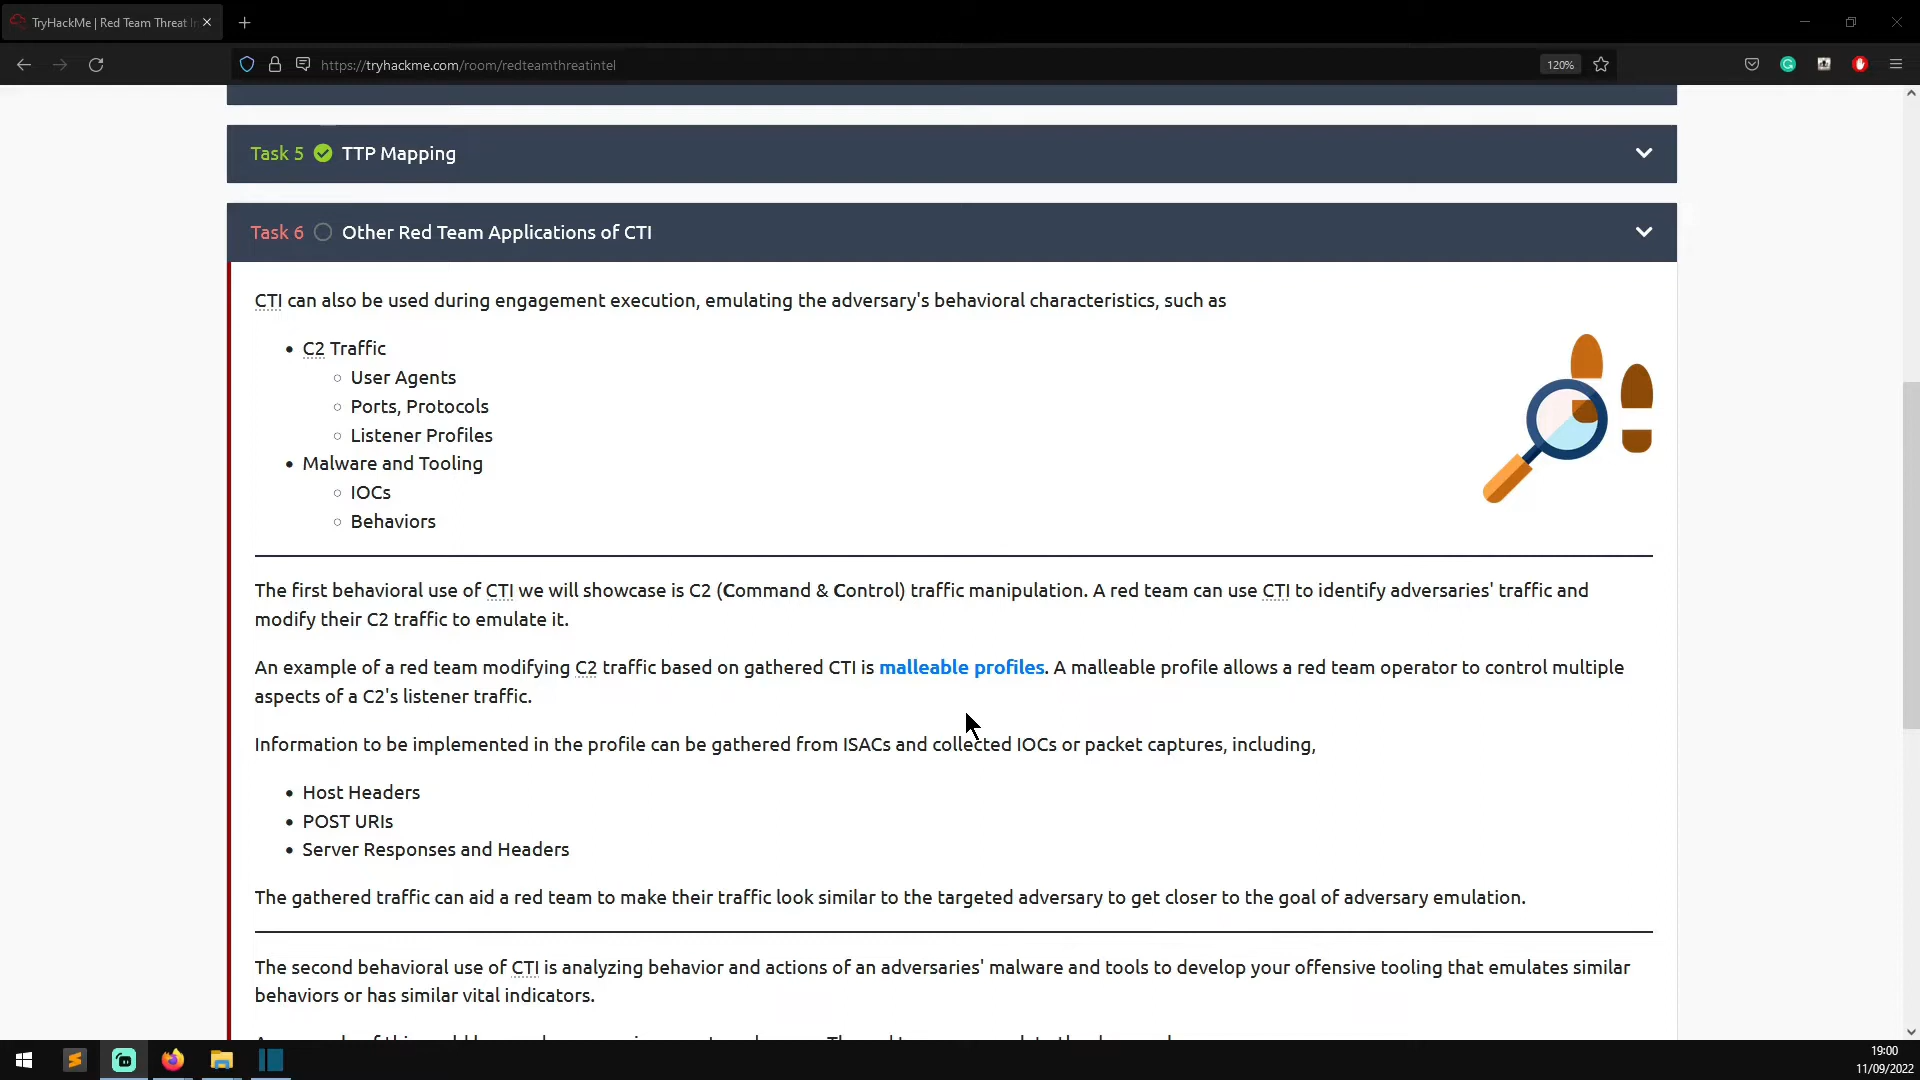 TryHackMe | Red Team Threat In
https://tryhackme.com/room/redteamthreatintel
120%
Task 5 TTP Mapping
Task 6 Other Red Team Applications of CTI
CTI can also be used during engagement execution, emulating the adversary's behavioral characteristics, such as
C2 Traffic
User Agents
Ports, Protocols
Listener Profiles
Malware and Tooling
IOCs
Behaviors
The first behavioral use of CTI we will showcase is C2 (Command & Control) traffic manipulation. A red team can use CTI to identify adversaries' traffic and
modify their C2 traffic to emulate it.
An example of a red team modifying C2 traffic based on gathered CTI is malleable profiles. A malleable profile allows a red team operator to control multiple
aspects of a C2's listener traffic.
Information to be implemented in the profile can be gathered from ISACs and collected IOCs or packet captures, including,
Host Headers
POST URIs
Server Responses and Headers
The gathered traffic can aid a red team to make their traffic look similar to the targeted adversary to get closer to the goal of adversary emulation.
The second behavioral use of CTI is analyzing behavior and actions of an adversaries' malware and tools to develop your offensive tooling that emulates similar
behaviors or has similar vital indicators.
19:00
11/09/2022